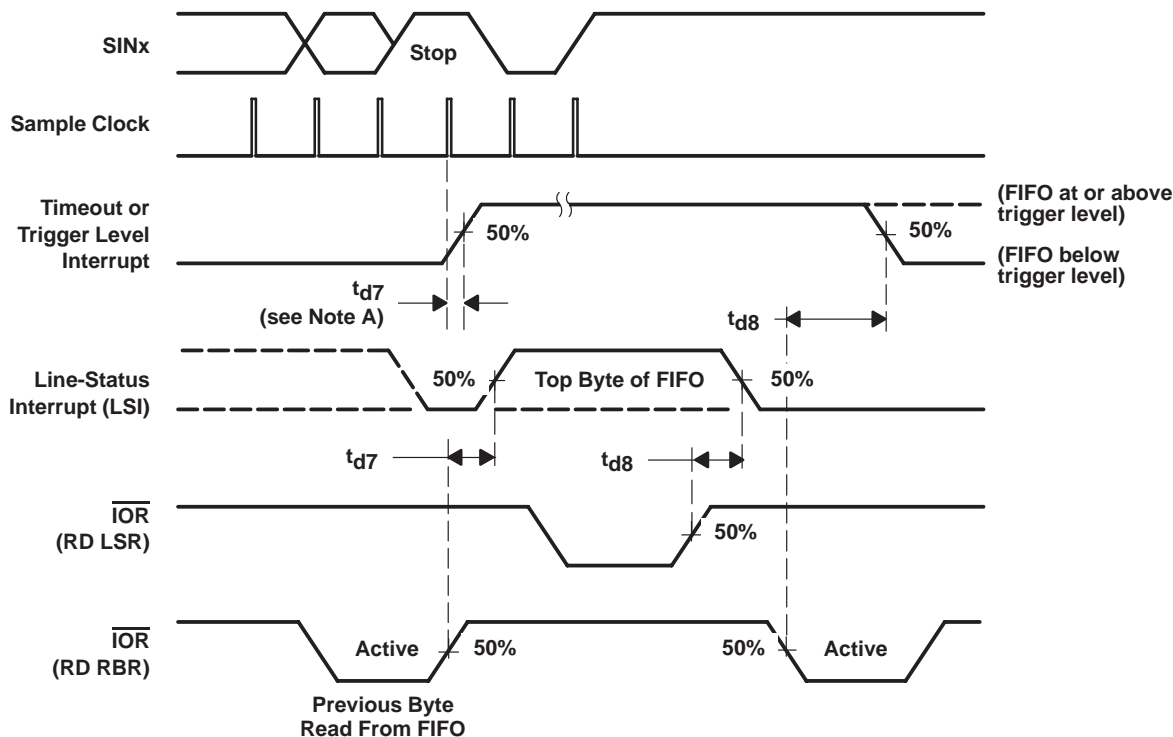 SINx
Stop
Sample Clock
Timeout or
Trigger Level
Interrupt
50%
50%
(FIFO at or above
trigger level)
(FIFO below
trigger level)
td7
(see Note A)
td8
Line-Status
Interrupt (LSI)
50%
Top Byte of FIFO
50%
td7
td8
IOR
(RD LSR)
50%
IOR
(RD RBR)
Active
50%
50%
Active
Previous Byte
Read From FIFO